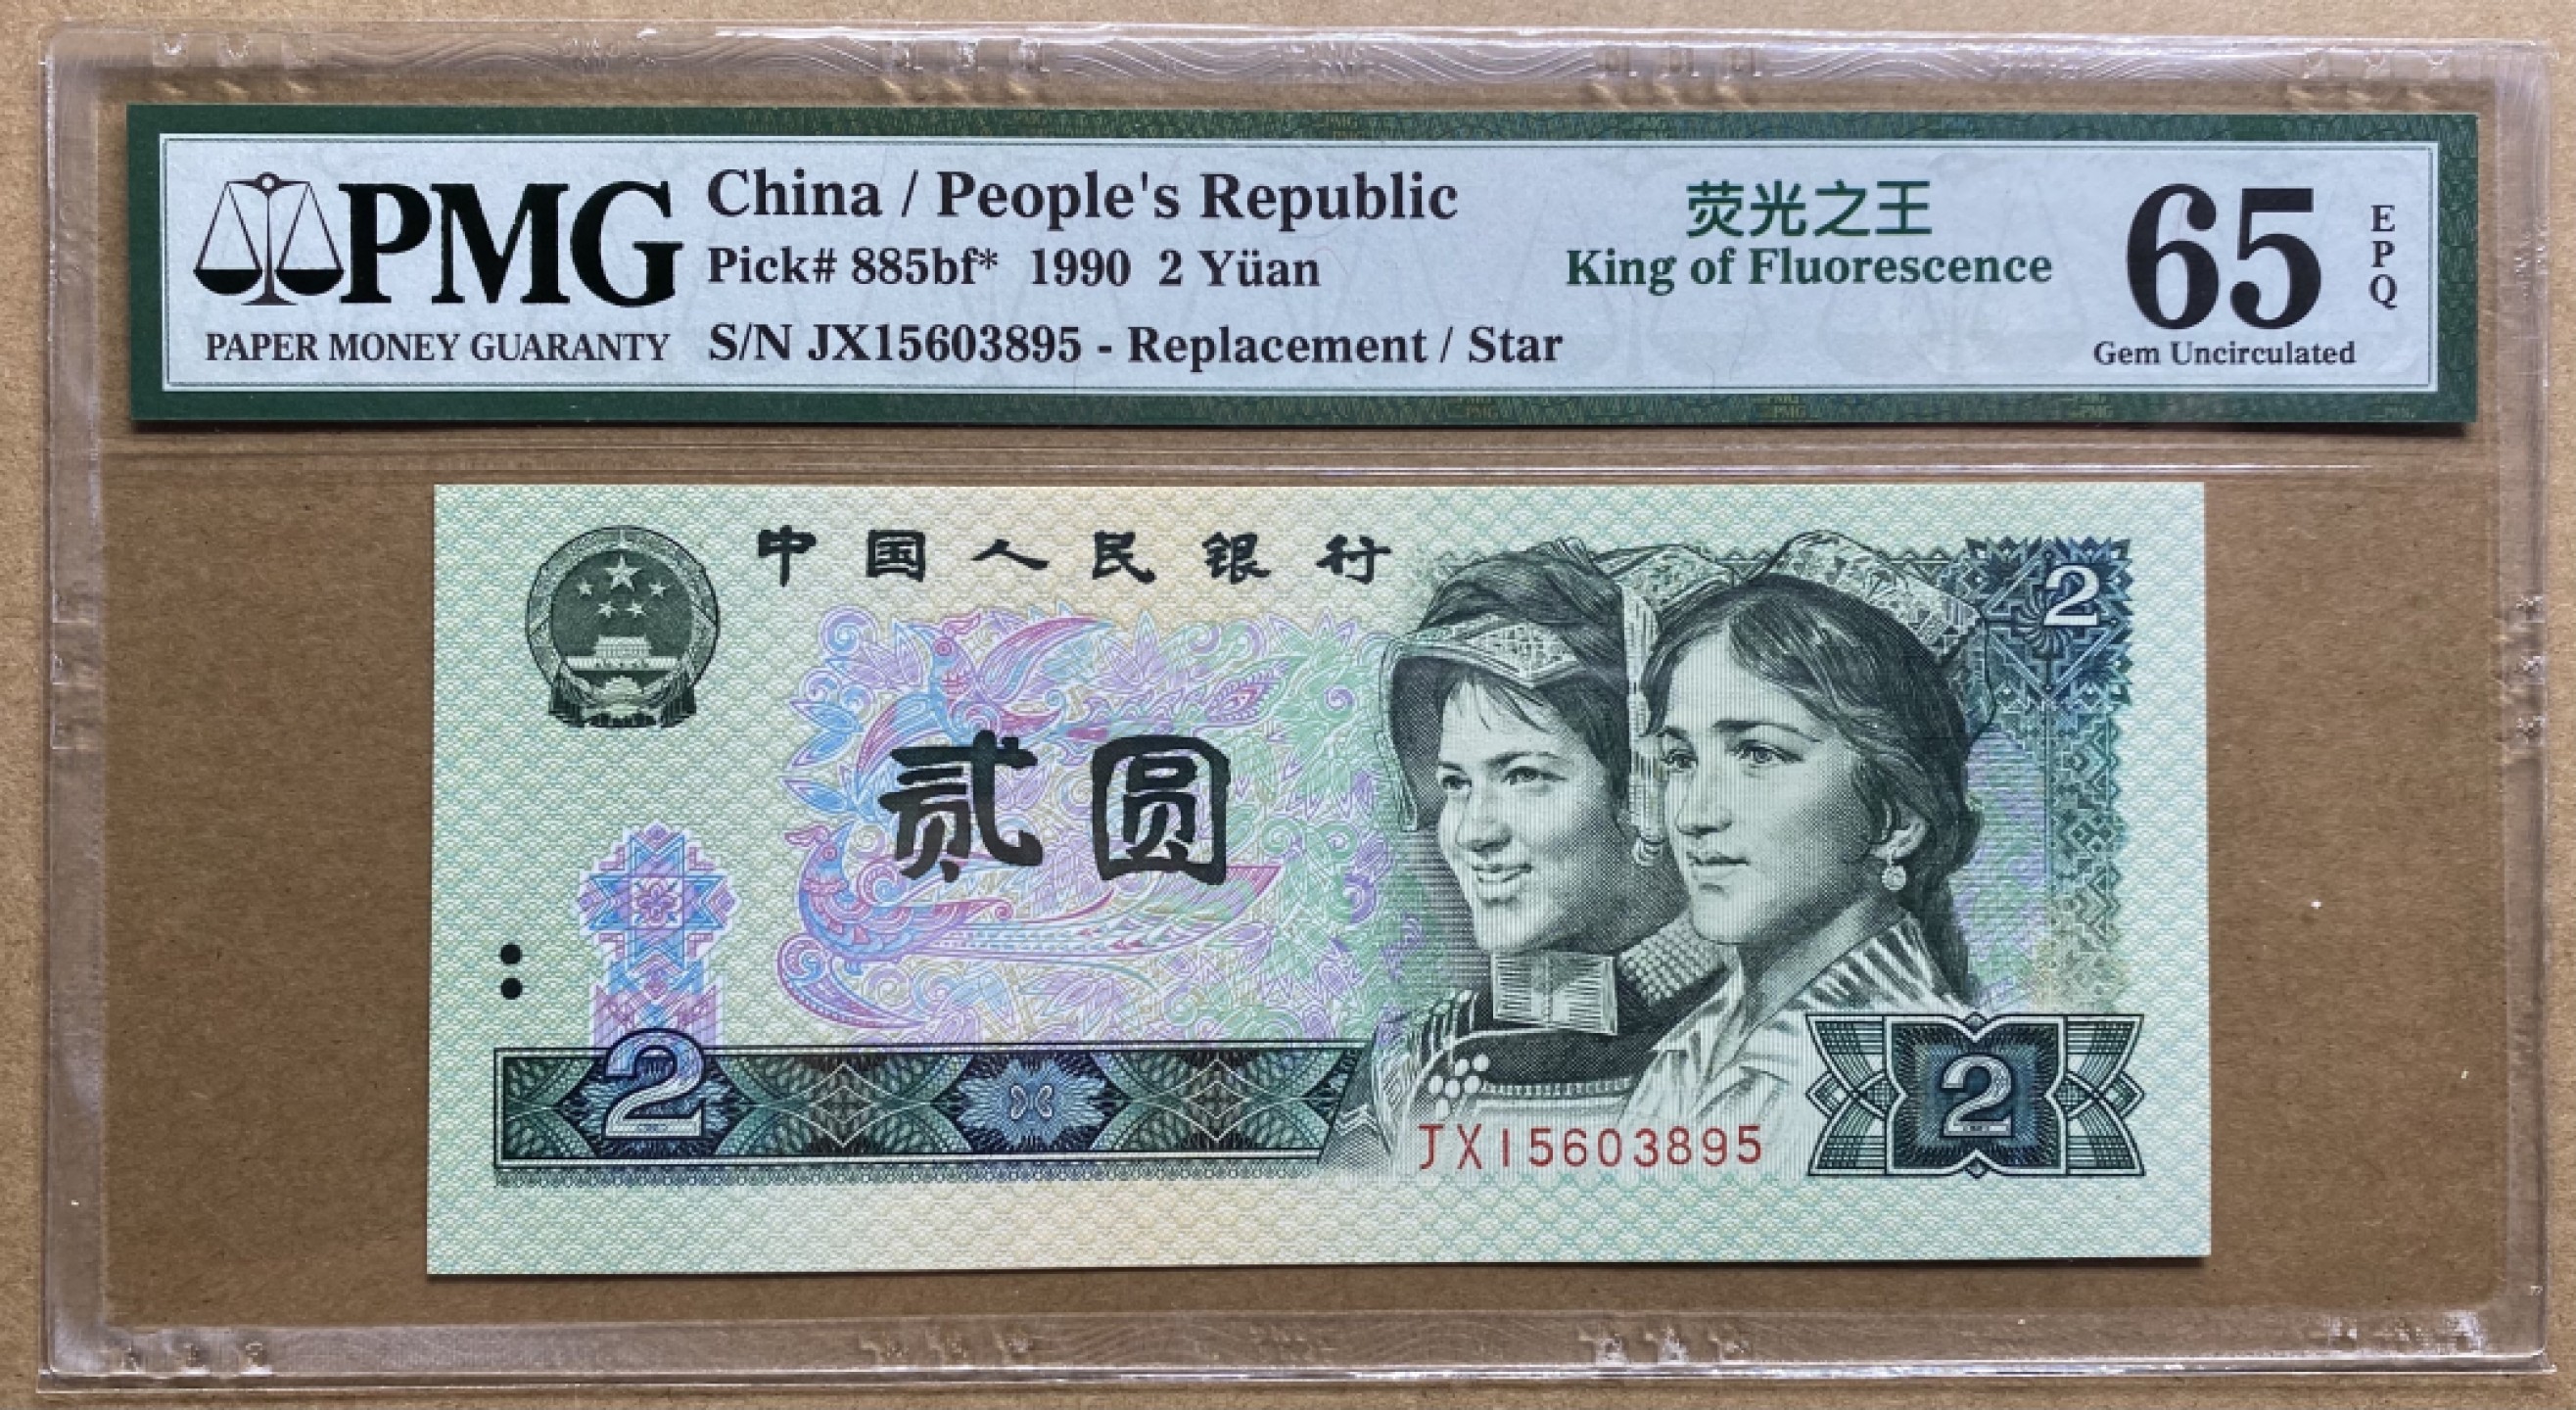 PMG
PAPER MONEY GUARANTY
China / People's Republic
Pick# 885bf* 1990 2 Yüan
S/N JX15603895 - Replacement / Star
荧光之王
King of Fluorescence
65
EPQ
Gem Uncirculated
中国人民银行
2
贰圆
2
2
JX15603895